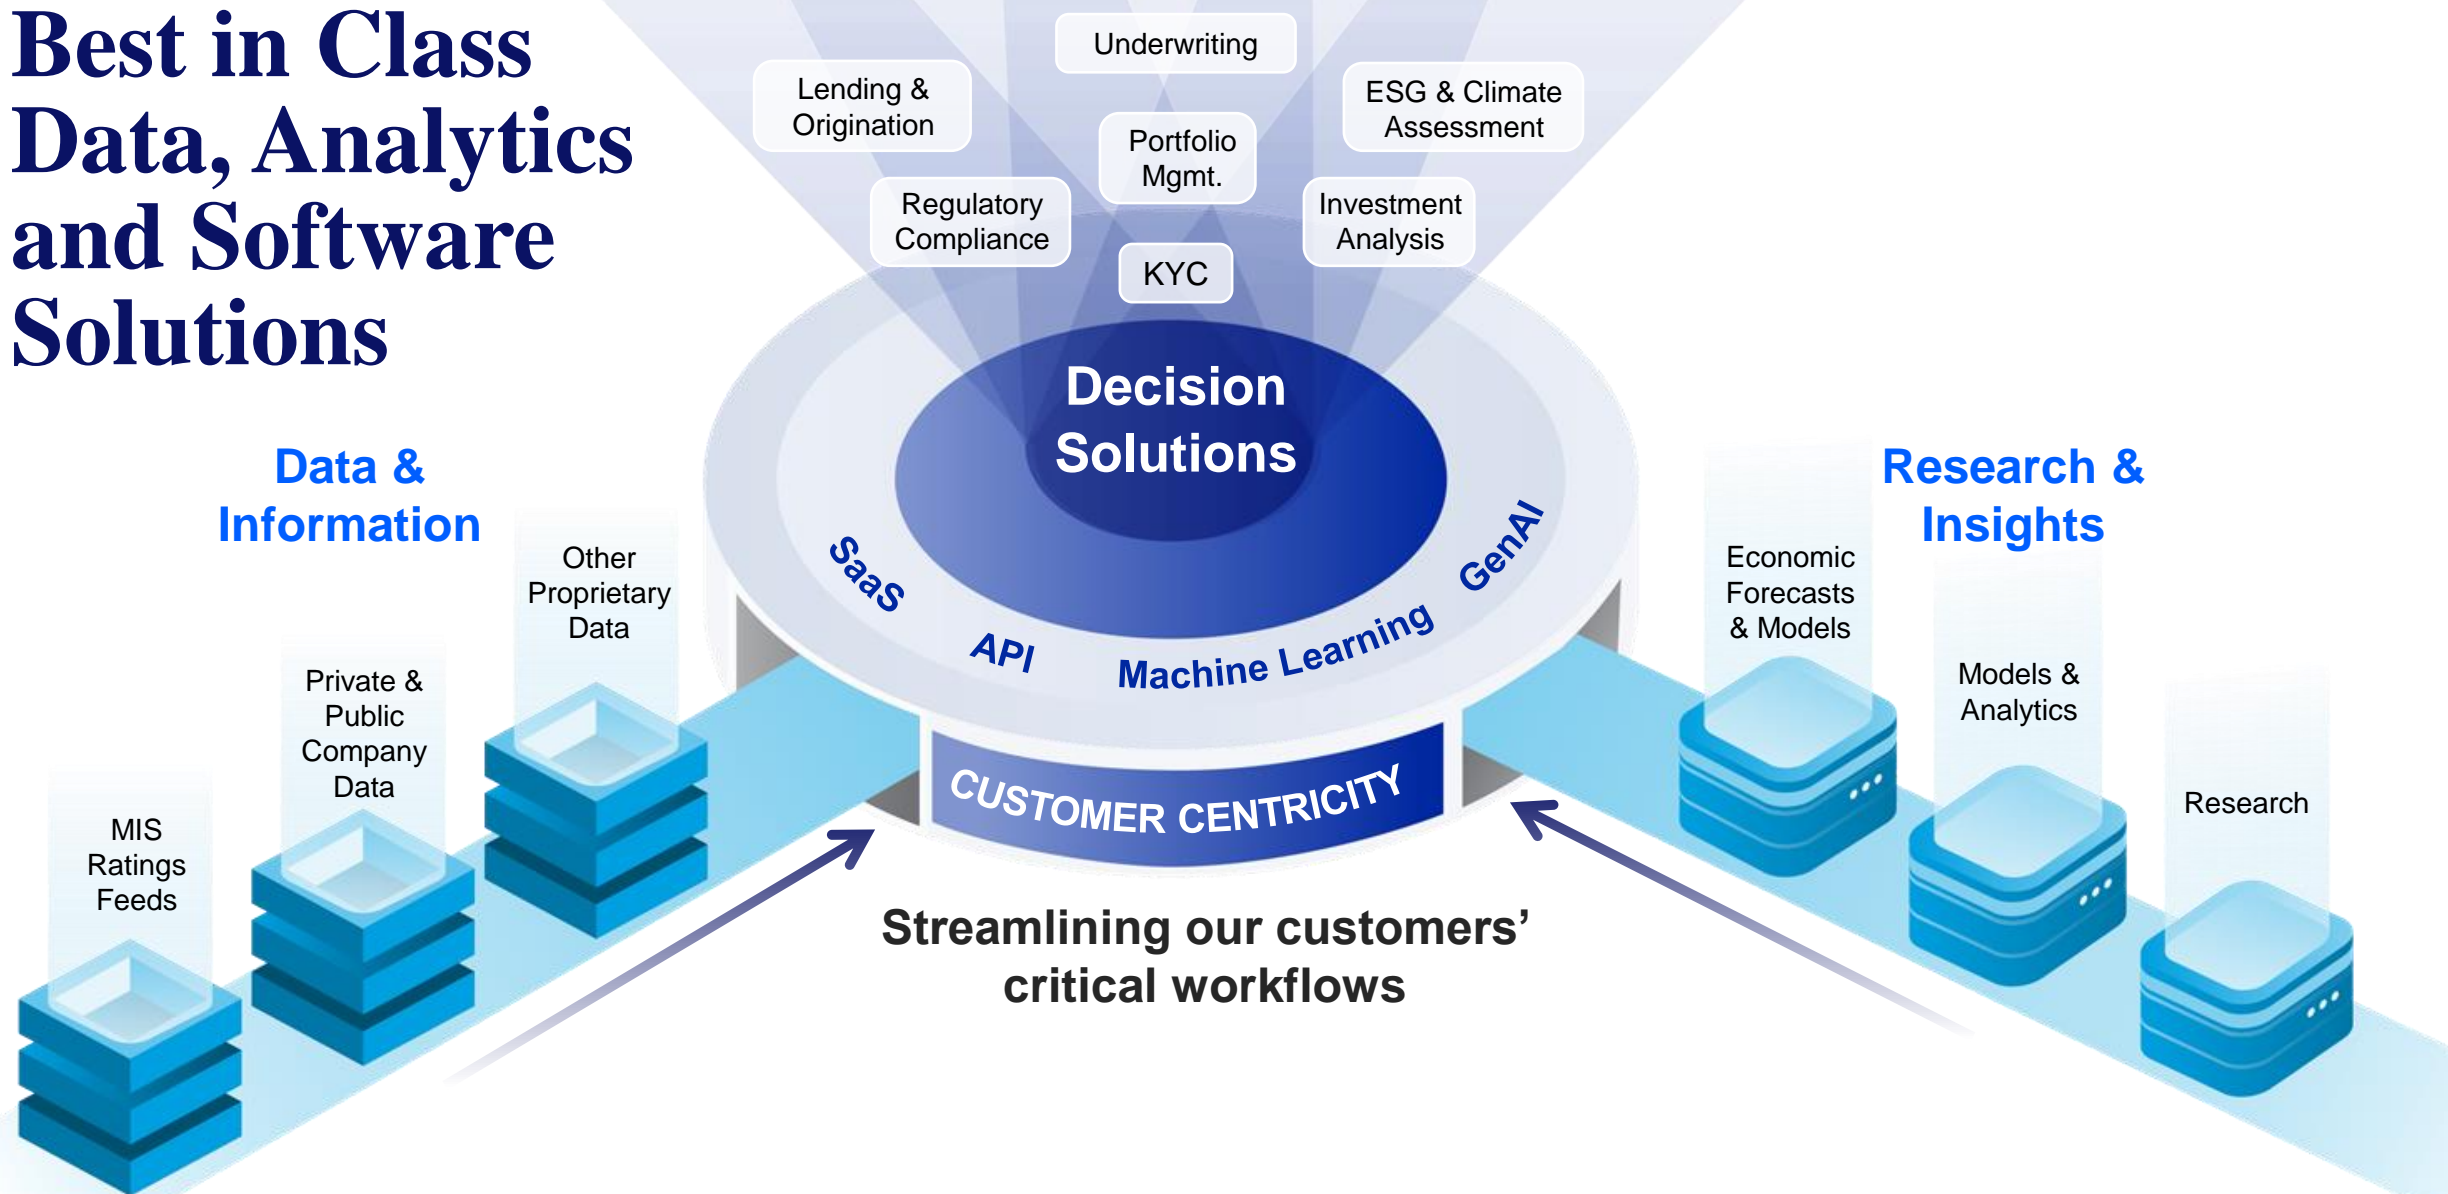 Best in Class
Data, Analytics
and Software
Solutions
Underwriting
Lending &
Origination
ESG & Climate
Assessment
Portfolio
Mgmt.
Regulatory
Compliance
Investment
Analysis
KYC
Decision
Solutions
SaaS
API
Machine Learning
GenAI
CUSTOMER CENTRICITY
Streamlining our customers’
critical workflows
Data &
Information
Other
Proprietary
Data
Private &
Public
Company
Data
MIS
Ratings
Feeds
Research &
Insights
Economic
Forecasts
& Models
Models &
Analytics
Research